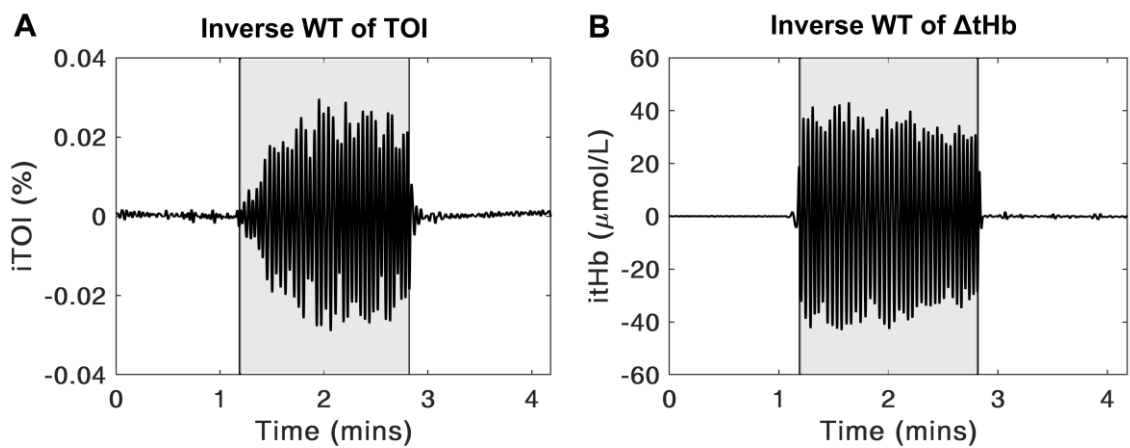 A
Inverse WT of TOI
0.04
0.02
0
-0.02
-0.04
iTOI (%)
0
1
2
3
4
Time (mins)
B
Inverse WT of ΔtHb
60
40
20
0
-20
-40
-60
itHb (μmol/L)
0
1
2
3
4
Time (mins)